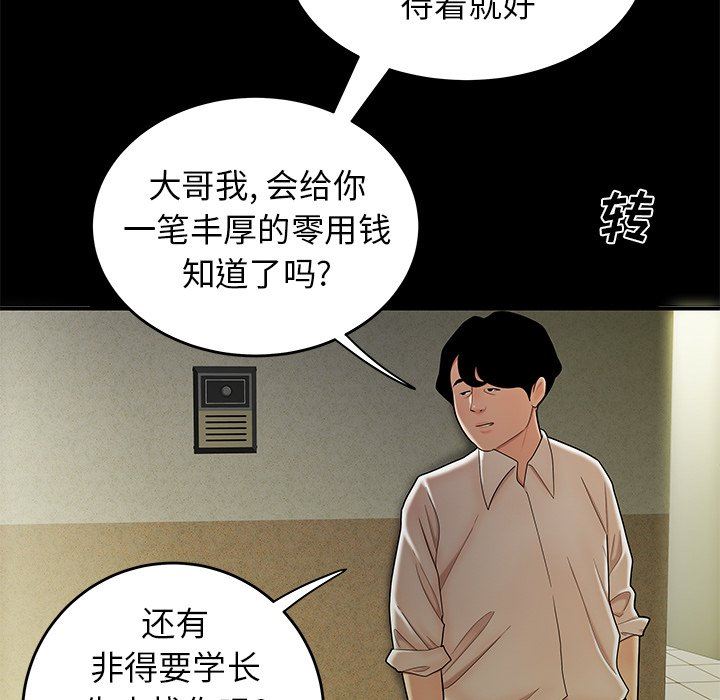 待着就好
大哥我, 会给你
一笔丰厚的零用钱
知道了吗?
转
还有
非得要学长